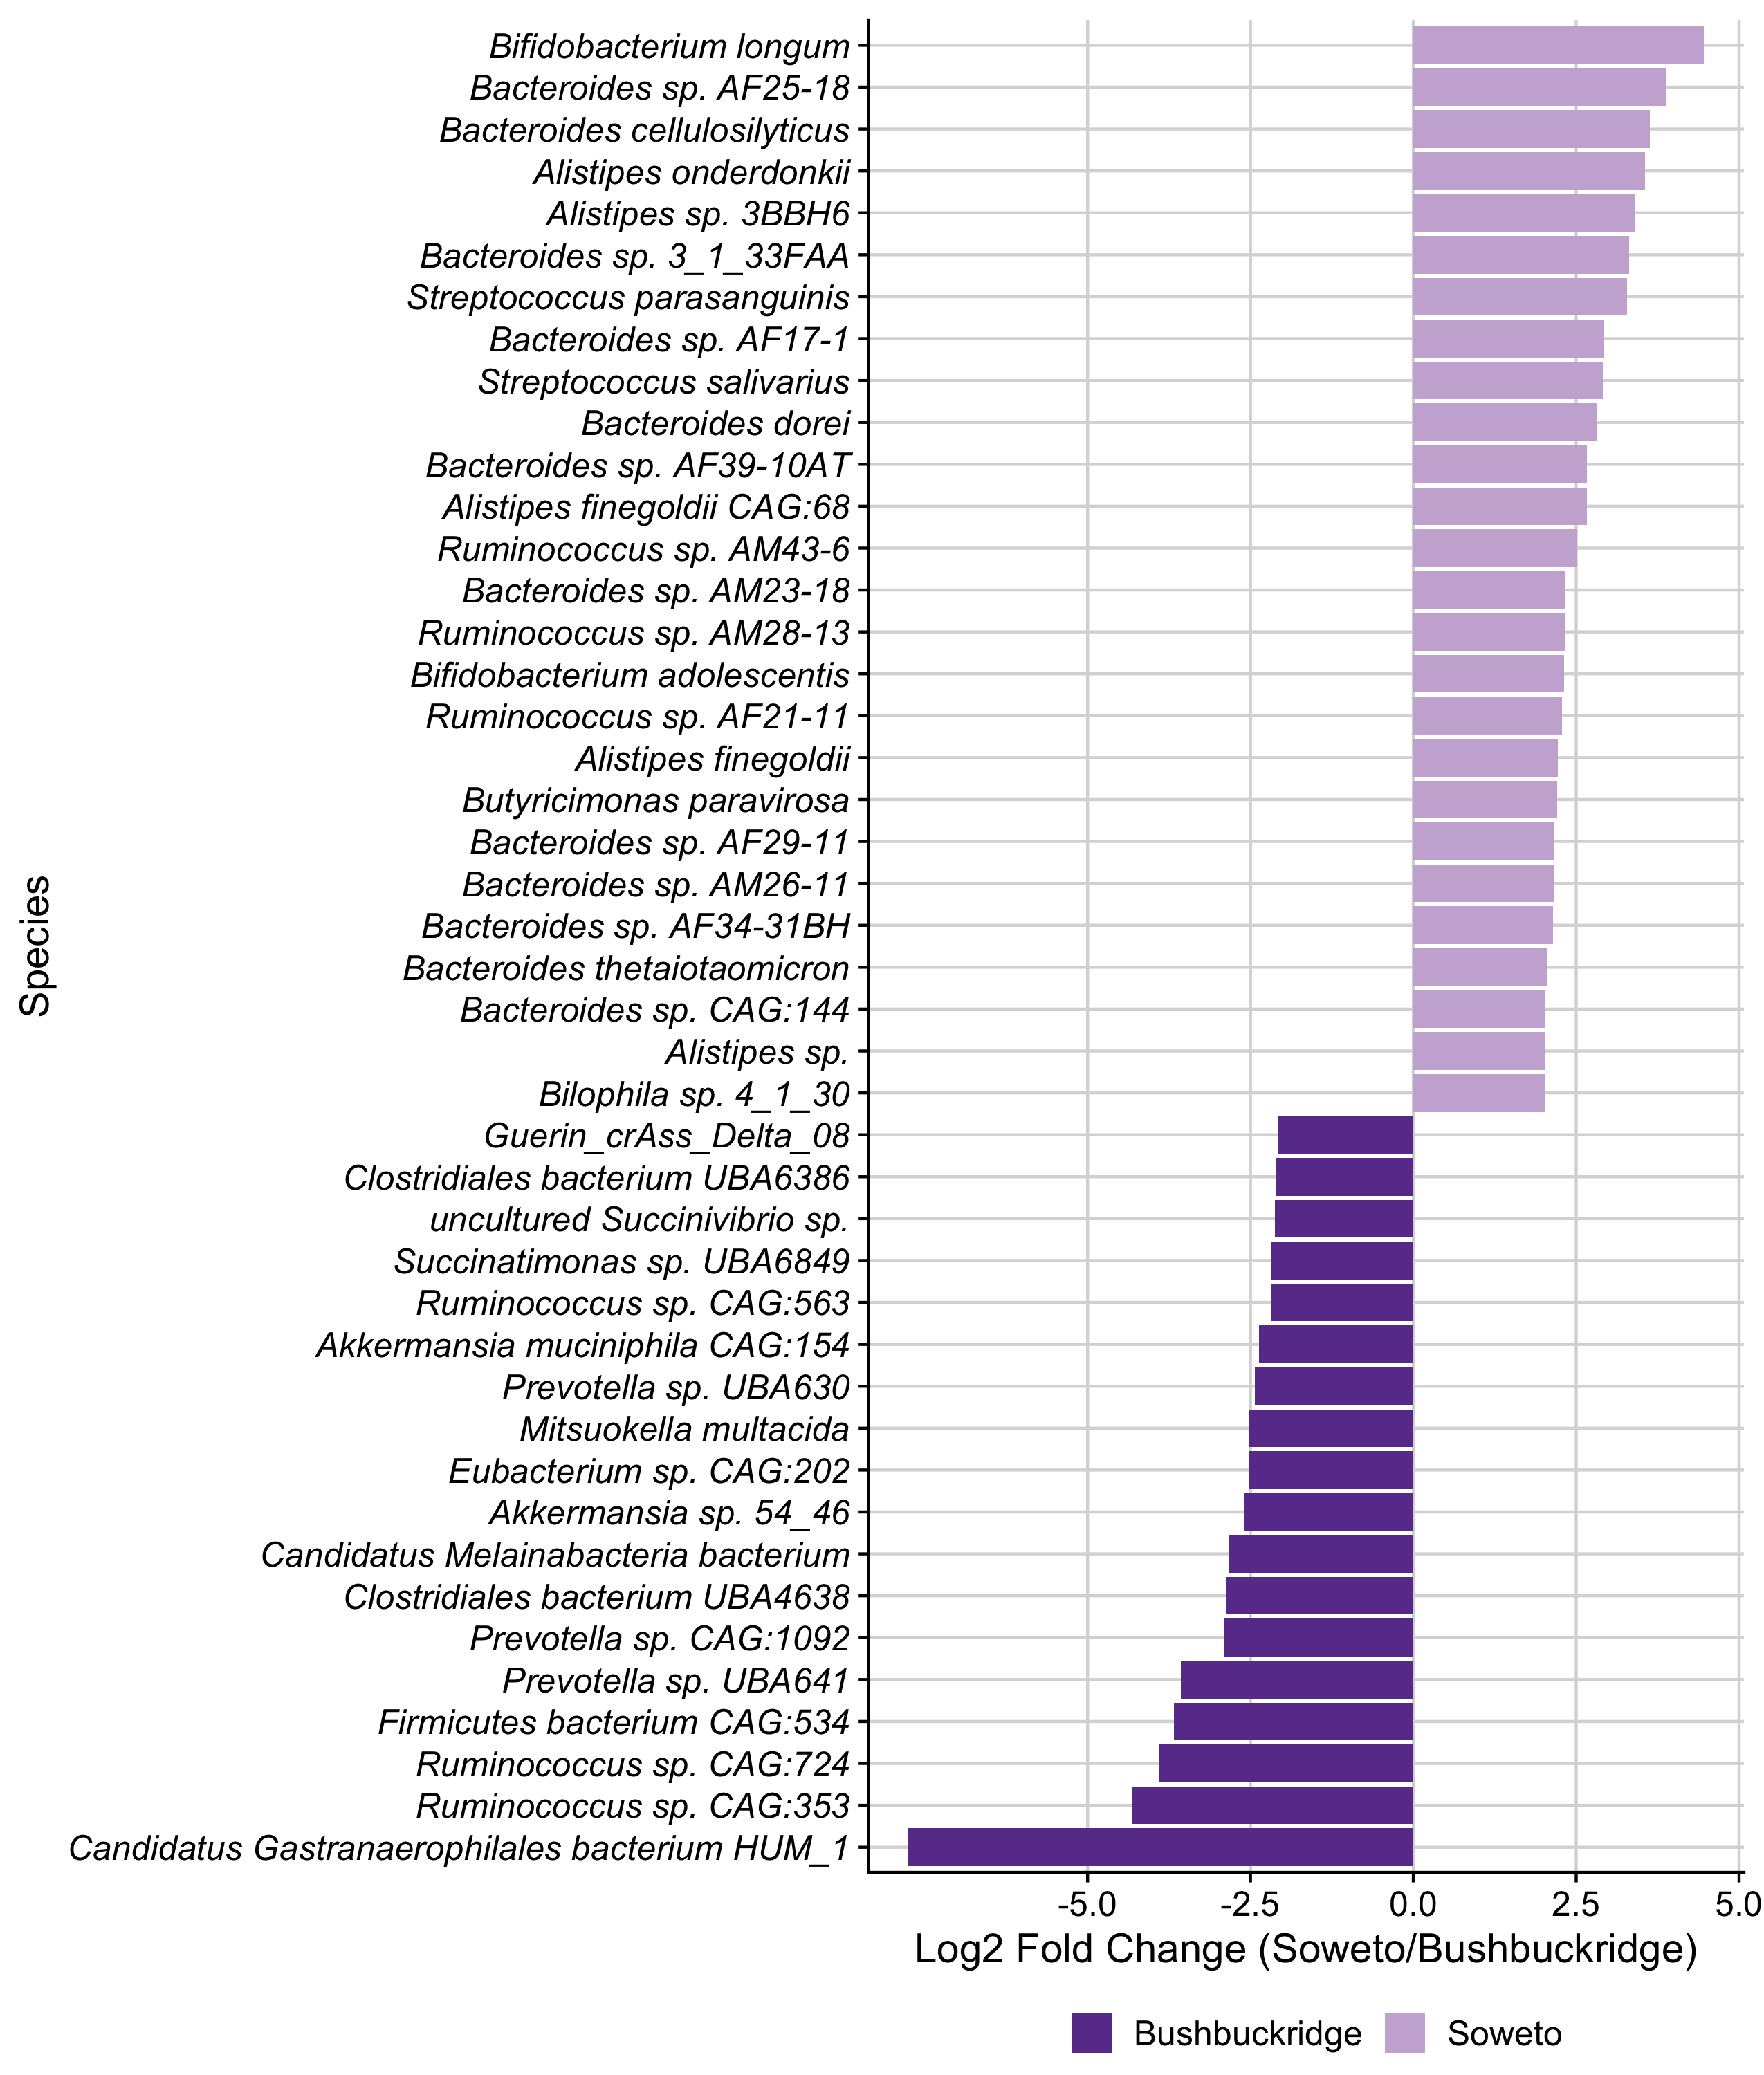 Species
Bifidobacterium longum
Bacteroides sp. AF25-18
Bacteroides cellulosilyticus
Alistipes onderdonkii
Alistipes sp. 3BBH6
Bacteroides sp. 3_1_33FAA
Streptococcus parasanguinis
Bacteroides sp. AF17-1
Streptococcus salivarius
Bacteroides dorei
Bacteroides sp. AF39-10AT
Alistipes finegoldii CAG:68
Ruminococcus sp. AM43-6
Bacteroides sp. AM23-18
Ruminococcus sp. AM28-13
Bifidobacterium adolescentis
Ruminococcus sp. AF21-11
Alistipes finegoldii
Butyricimonas paravirosa
Bacteroides sp. AF29-11
Bacteroides sp. AM26-11
Bacteroides sp. AF34-31BH
Bacteroides thetaiotaomicron
Bacteroides sp. CAG:144
Alistipes sp.
Bilophila sp. 4_1_30
Guerin_crAss_Delta_08
Clostridiales bacterium UBA6386
uncultured Succinivibrio sp.
Succinatimonas sp. UBA6849
Ruminococcus sp. CAG:563
Akkermansia muciniphila CAG:154
Prevotella sp. UBA630
Mitsuokella multacida
Eubacterium sp. CAG:202
Akkermansia sp. 54_46
Candidatus Melainabacteria bacterium
Clostridiales bacterium UBA4638
Prevotella sp. CAG:1092
Prevotella sp. UBA641
Firmicutes bacterium CAG:534
Ruminococcus sp. CAG:724
Ruminococcus sp. CAG:353
Candidatus Gastranaerophilales bacterium HUM_1
-5.0 -2.5 0.0 2.5 5.0
Log2 Fold Change (Soweto/Bushbuckridge)
Bushbuckridge Soweto